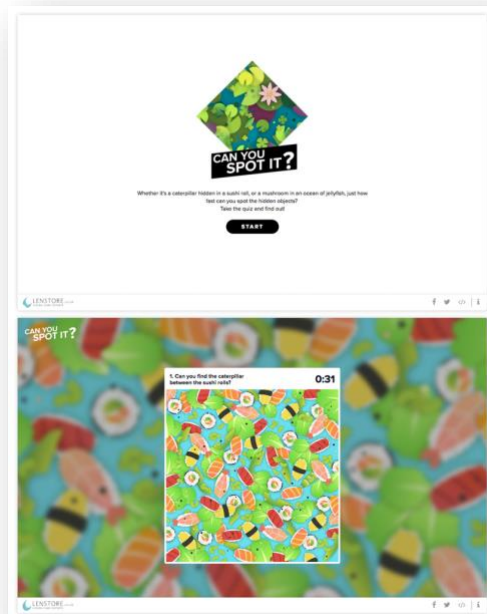 CAN YOU
SPOT IT?
Whether it's a caterpillar hidden in a sushi roll, or a mushroom in an ocean of jellyfish, just how
fast can you spot the hidden objects?
Take the quiz and find out!
START
LENSTORE
CAN YOU
SPOT IT?
1. Can you find the caterpillar
between the sushi rolls?
0:31
LENSTORE